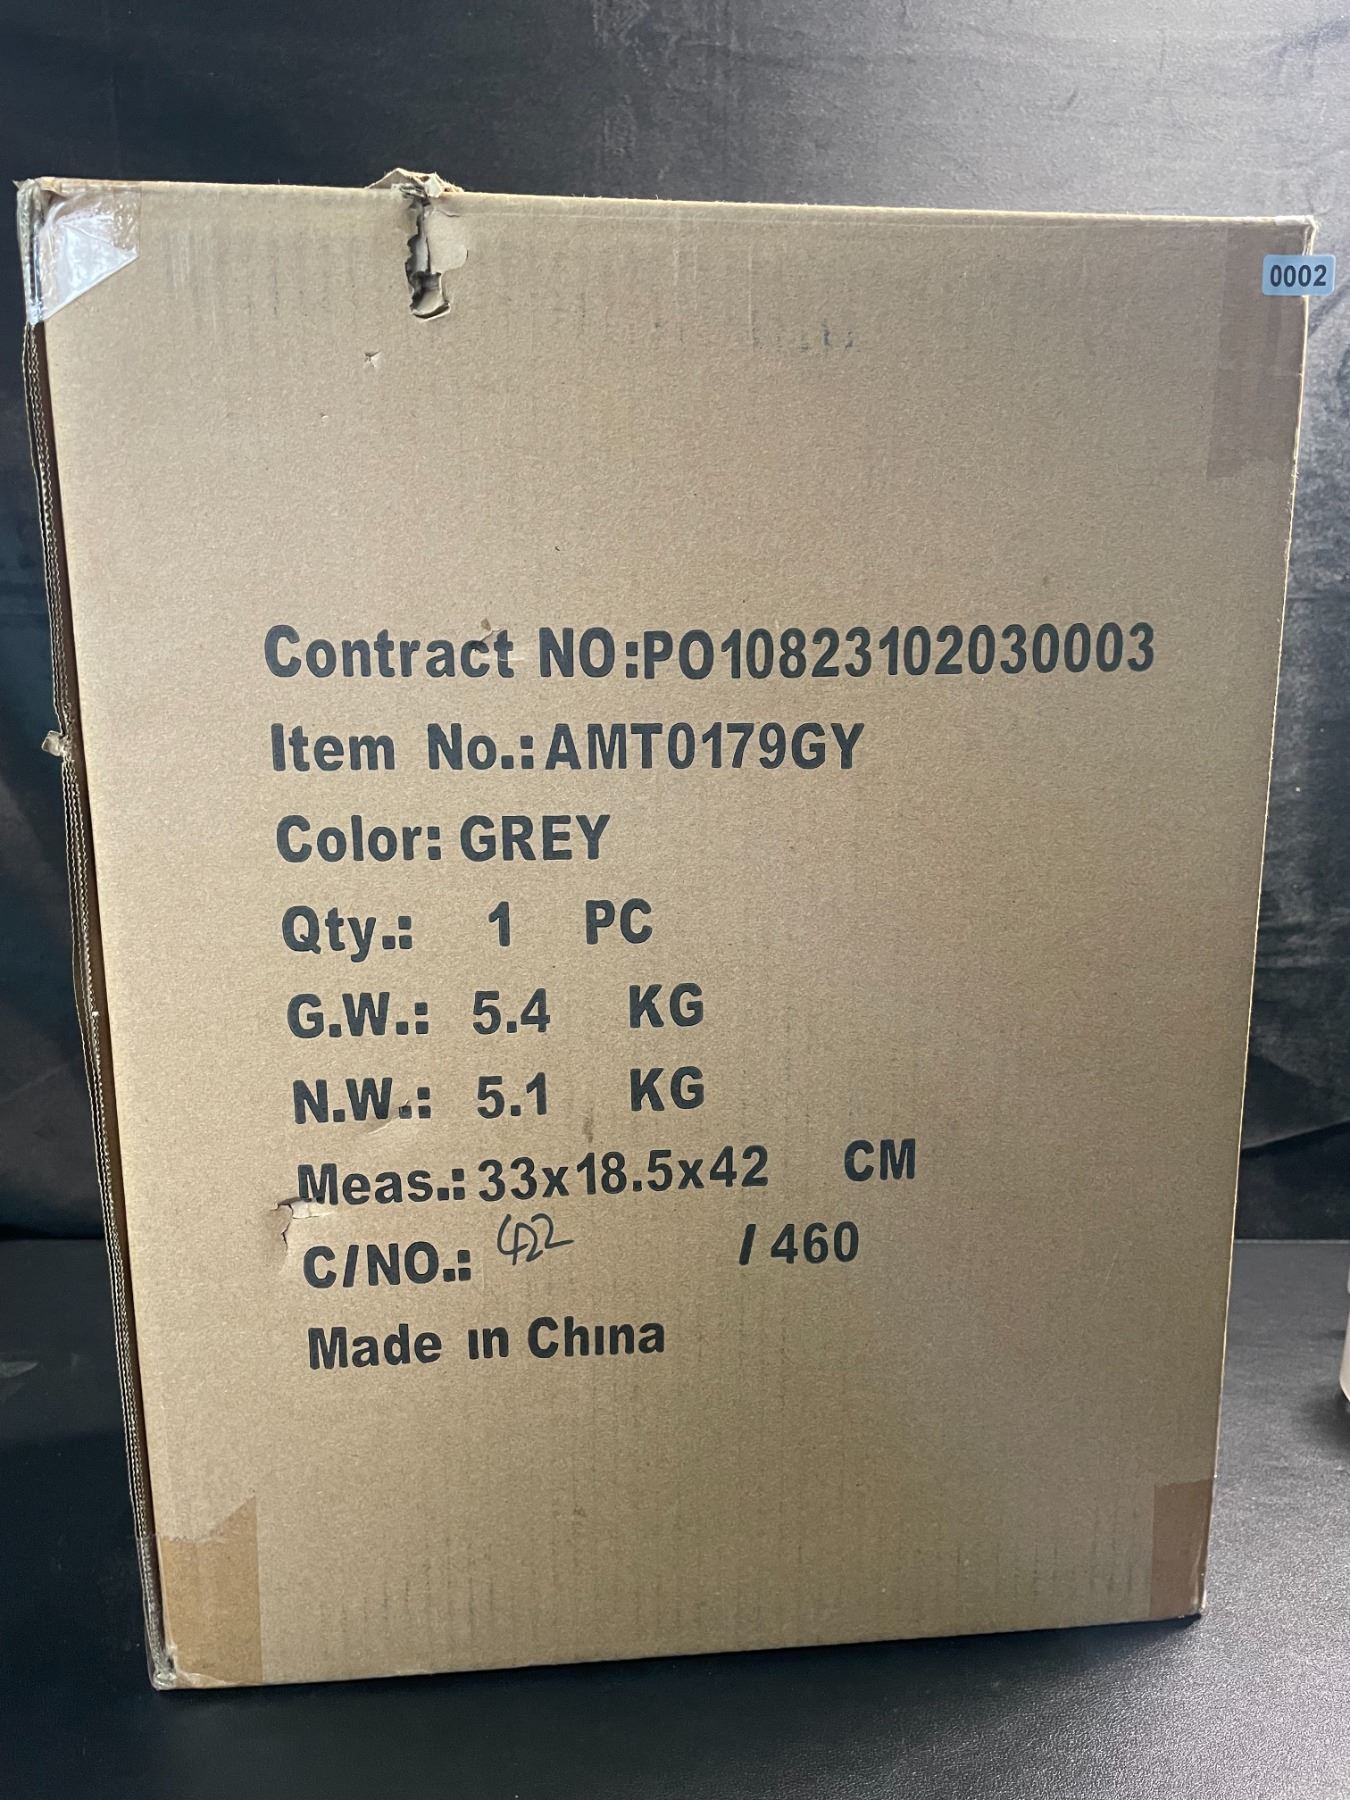 0002
Contract NO:PO10823102030003
Item No.:AMT0179GY
Color: GREY
Qty.: 1 PC
G.W.: 5.4 KG
N.W.: 5.1 KG
Meas.:33x18.5x42 CM
C/NO.: 422 /460
Made in China